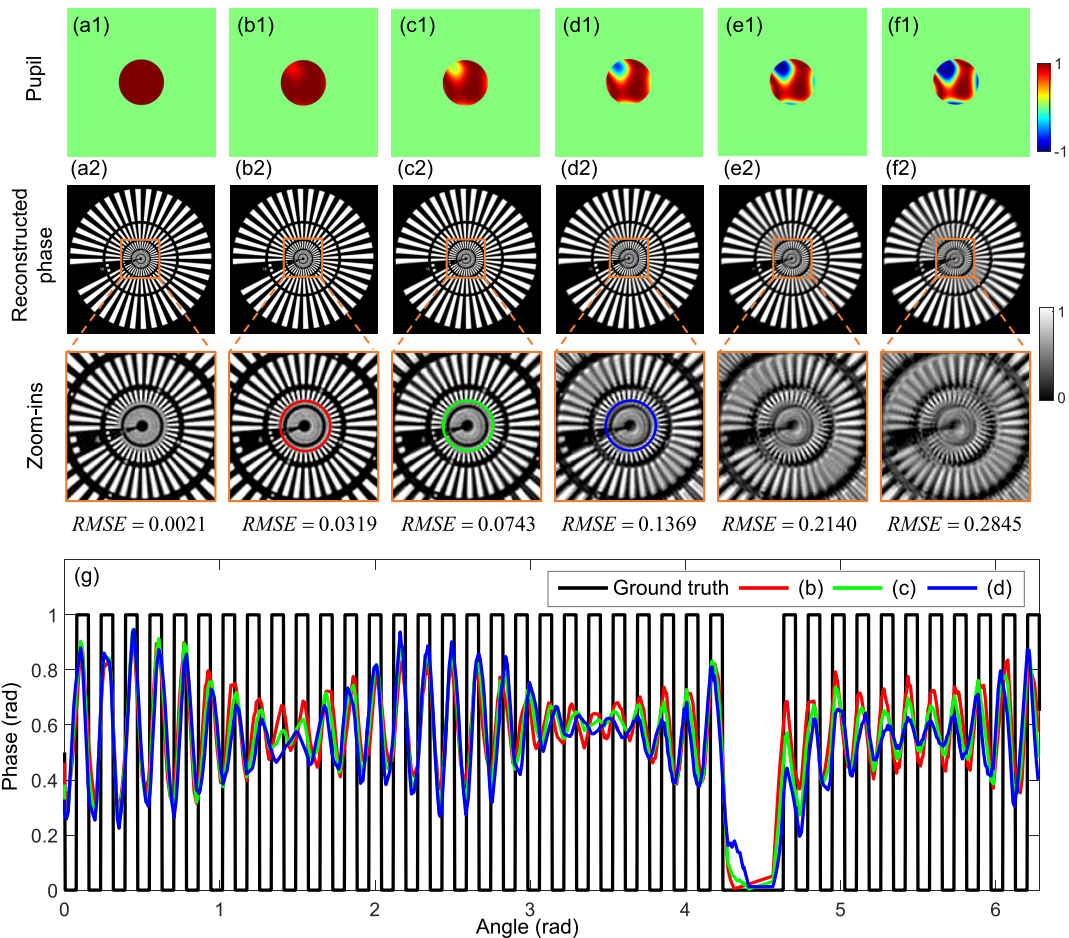 (a1) (b1) (c1) (d1) (e1) (f1)
Pupil
1
-1
(a2) (b2) (c2) (d2) (e2) (f2)
Reconstructed
phase
1
0
Zoom-ins
RMSE = 0.0021 RMSE = 0.0319 RMSE = 0.0743 RMSE = 0.1369 RMSE = 0.2140 RMSE = 0.2845
(g)
Ground truth (b) (c) (d)
1
0.8
0.6
0.4
0.2
0
Phase (rad)
0 1 2 3 4 5 6
Angle (rad)